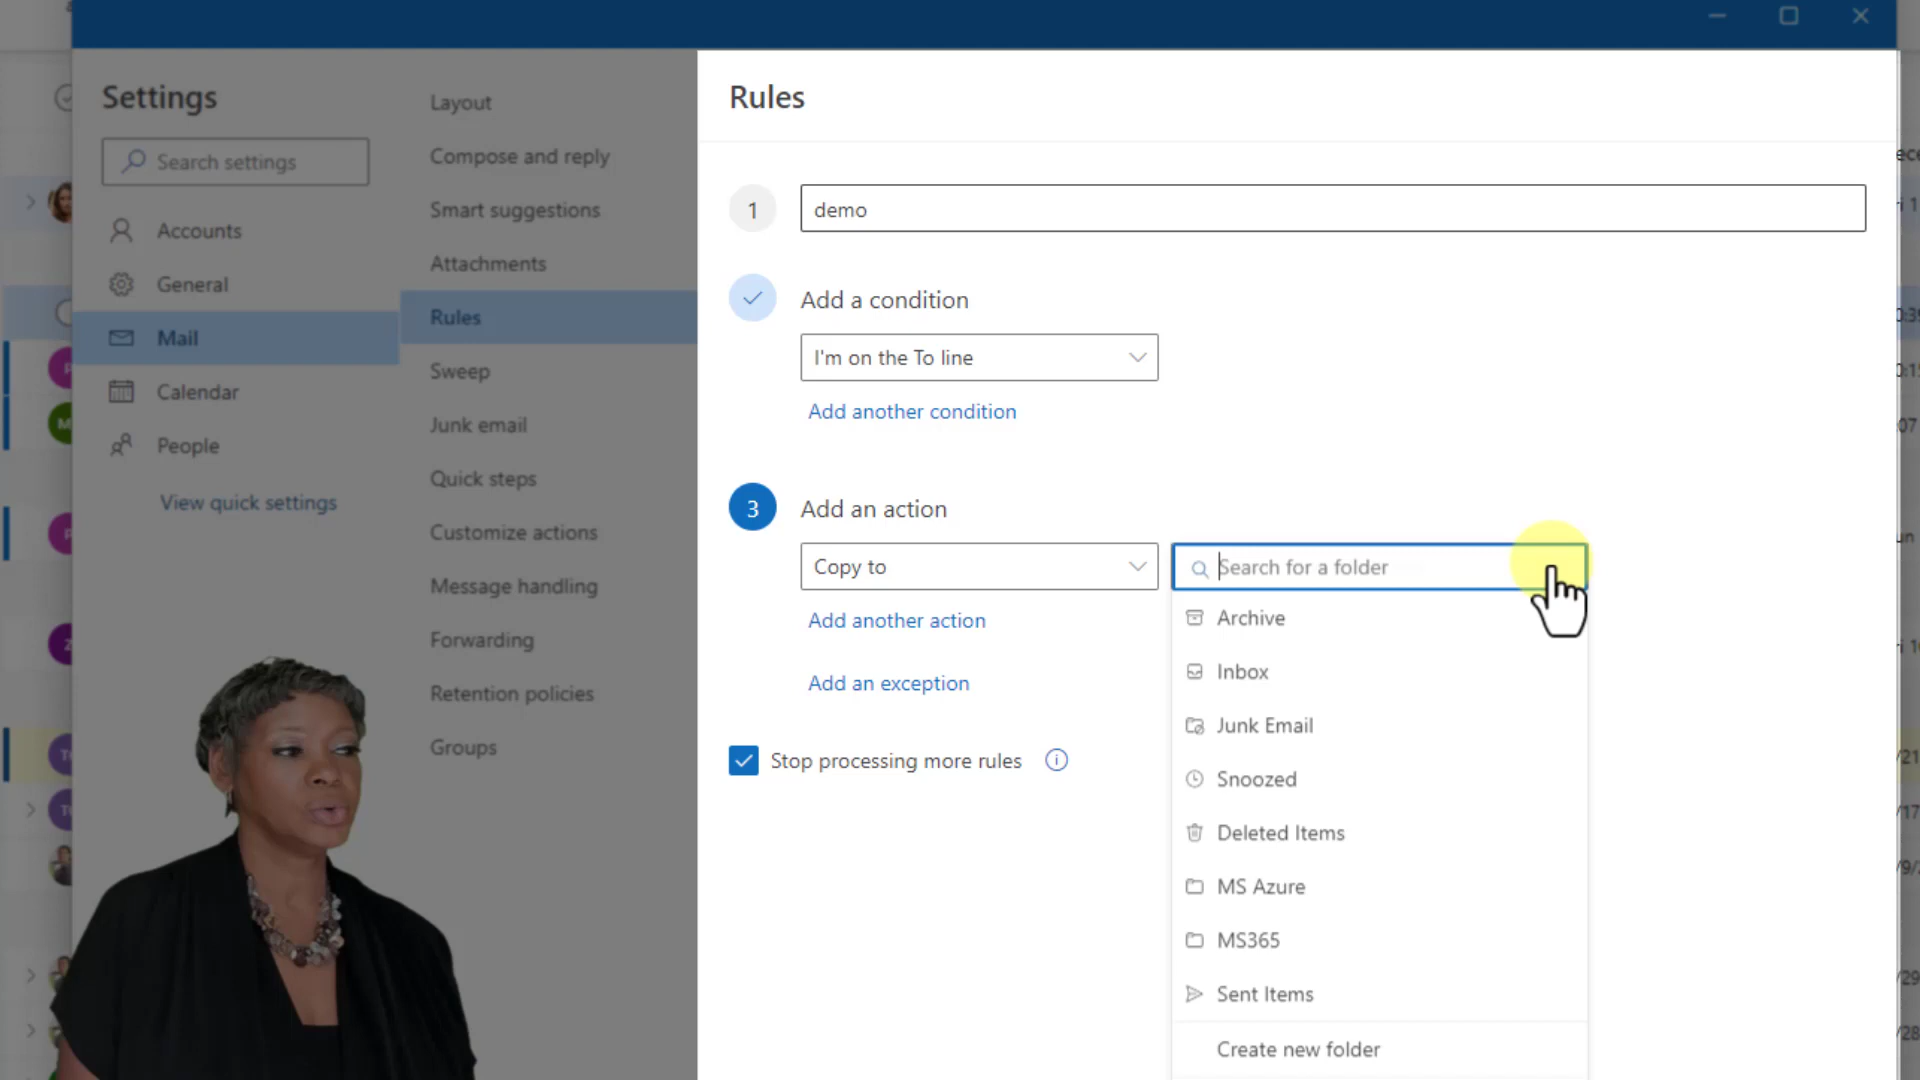 Settings
Search settings
Accounts
General
Mail
Calendar
People
View quick settings
Layout
Compose and reply
Smart suggestions
Attachments
Rules
Sweep
Junk email
Quick steps
Customize actions
Message handling
Forwarding
Retention policies
Groups
Rules
1
demo
Add a condition
I'm on the To line
Add another condition
3
Add an action
Copy to
Search for a folder
Add another action
Add an exception
Stop processing more rules
Archive
Inbox
Junk Email
Snoozed
Deleted Items
MS Azure
MS365
Sent Items
Create new folder